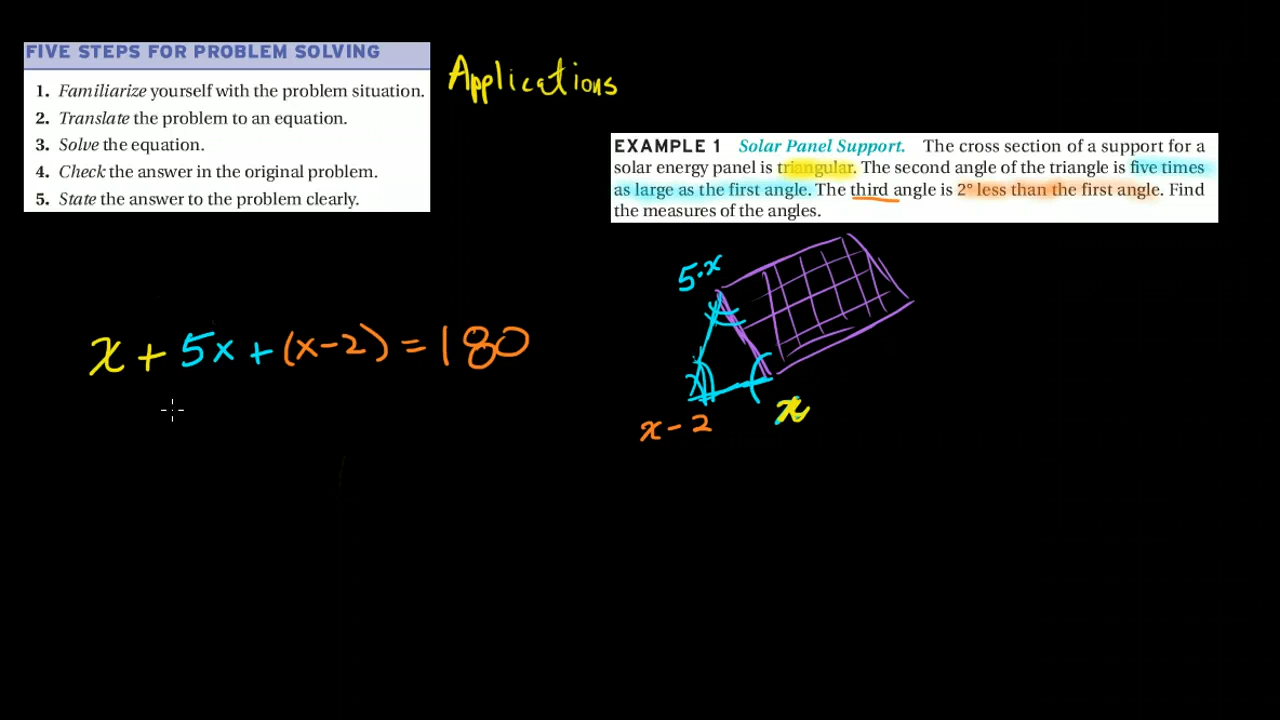 FIVE STEPS FOR PROBLEM SOLVING
1. Familiarize yourself with the problem situation.
2. Translate the problem to an equation.
3. Solve the equation.
4. Check the answer in the original problem.
5. State the answer to the problem clearly.
Applications
EXAMPLE 1 Solar Panel Support. The cross section of a support for a
solar energy panel is triangular. The second angle of the triangle is five times
as large as the first angle. The third angle is 2° less than the first angle. Find
the measures of the angles.
5·x
x + 5x + (x-2) = 180
x
x-2